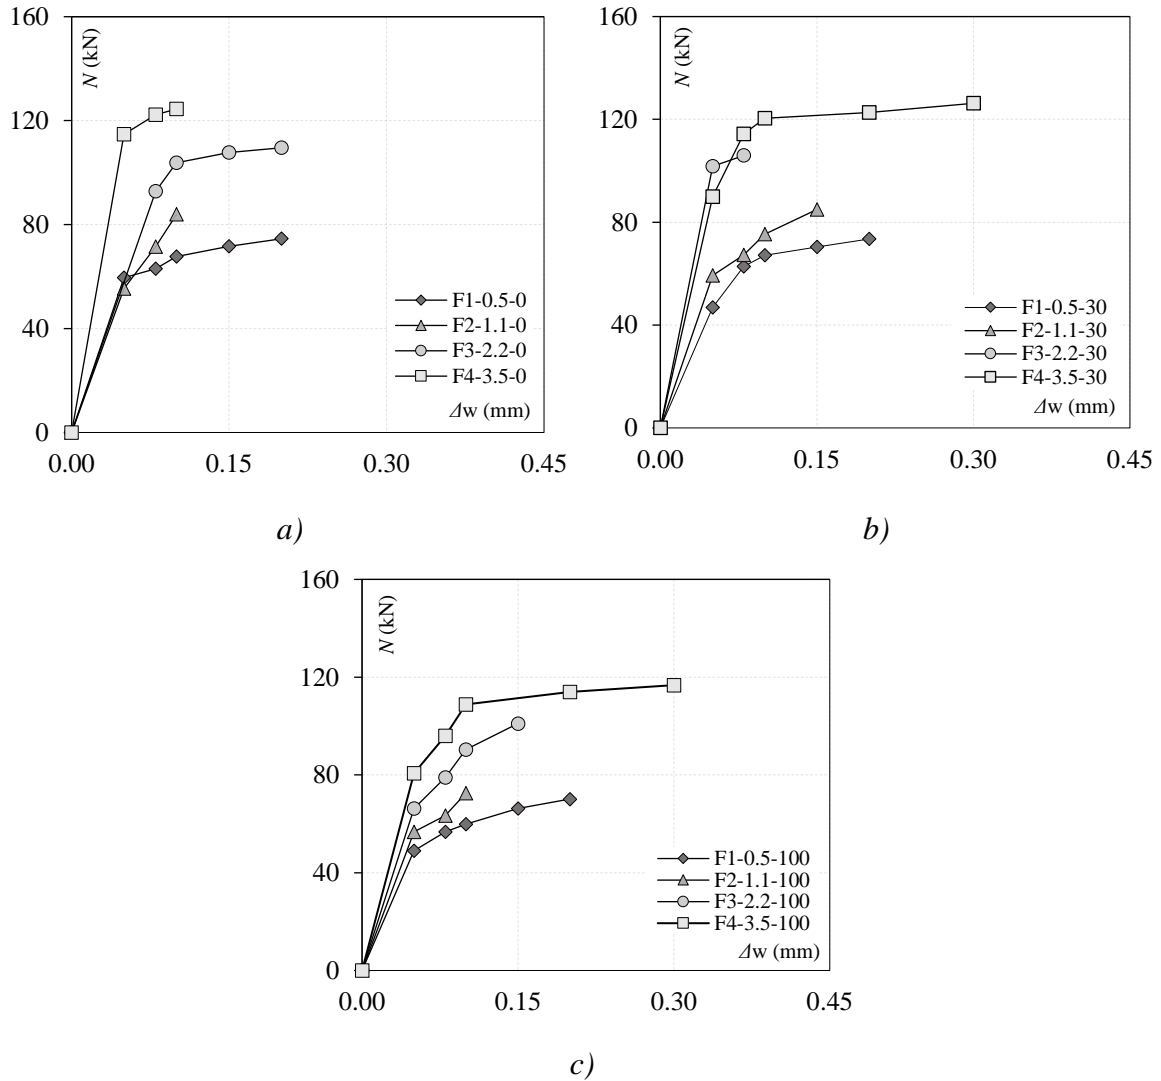 160
120
80
40
0
N (kN)
F1-0.5-0
F2-1.1-0
F3-2.2-0
F4-3.5-0
Δw (mm)
0.00 0.15 0.30 0.45
a)
160
120
80
40
0
N (kN)
F1-0.5-30
F2-1.1-30
F3-2.2-30
F4-3.5-30
Δw (mm)
0.00 0.15 0.30 0.45
b)
160
120
80
40
0
N (kN)
F1-0.5-100
F2-1.1-100
F3-2.2-100
F4-3.5-100
Δw (mm)
0.00 0.15 0.30 0.45
c)